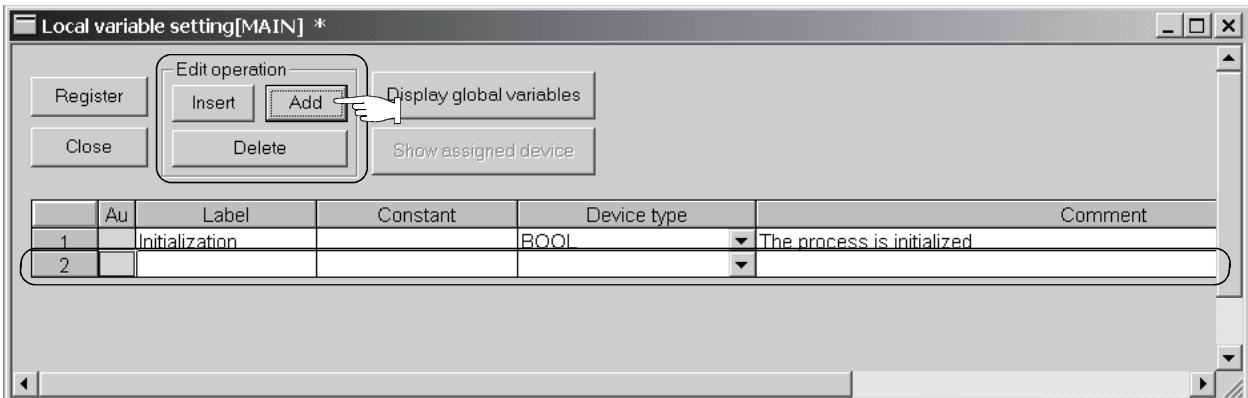 Local variable setting[MAIN] *
Edit operation
Register
Insert
Add
Display global variables
Close
Delete
Show assigned device
Au Label Constant Device type Comment
1 Initialization BOOL The process is initialized
2